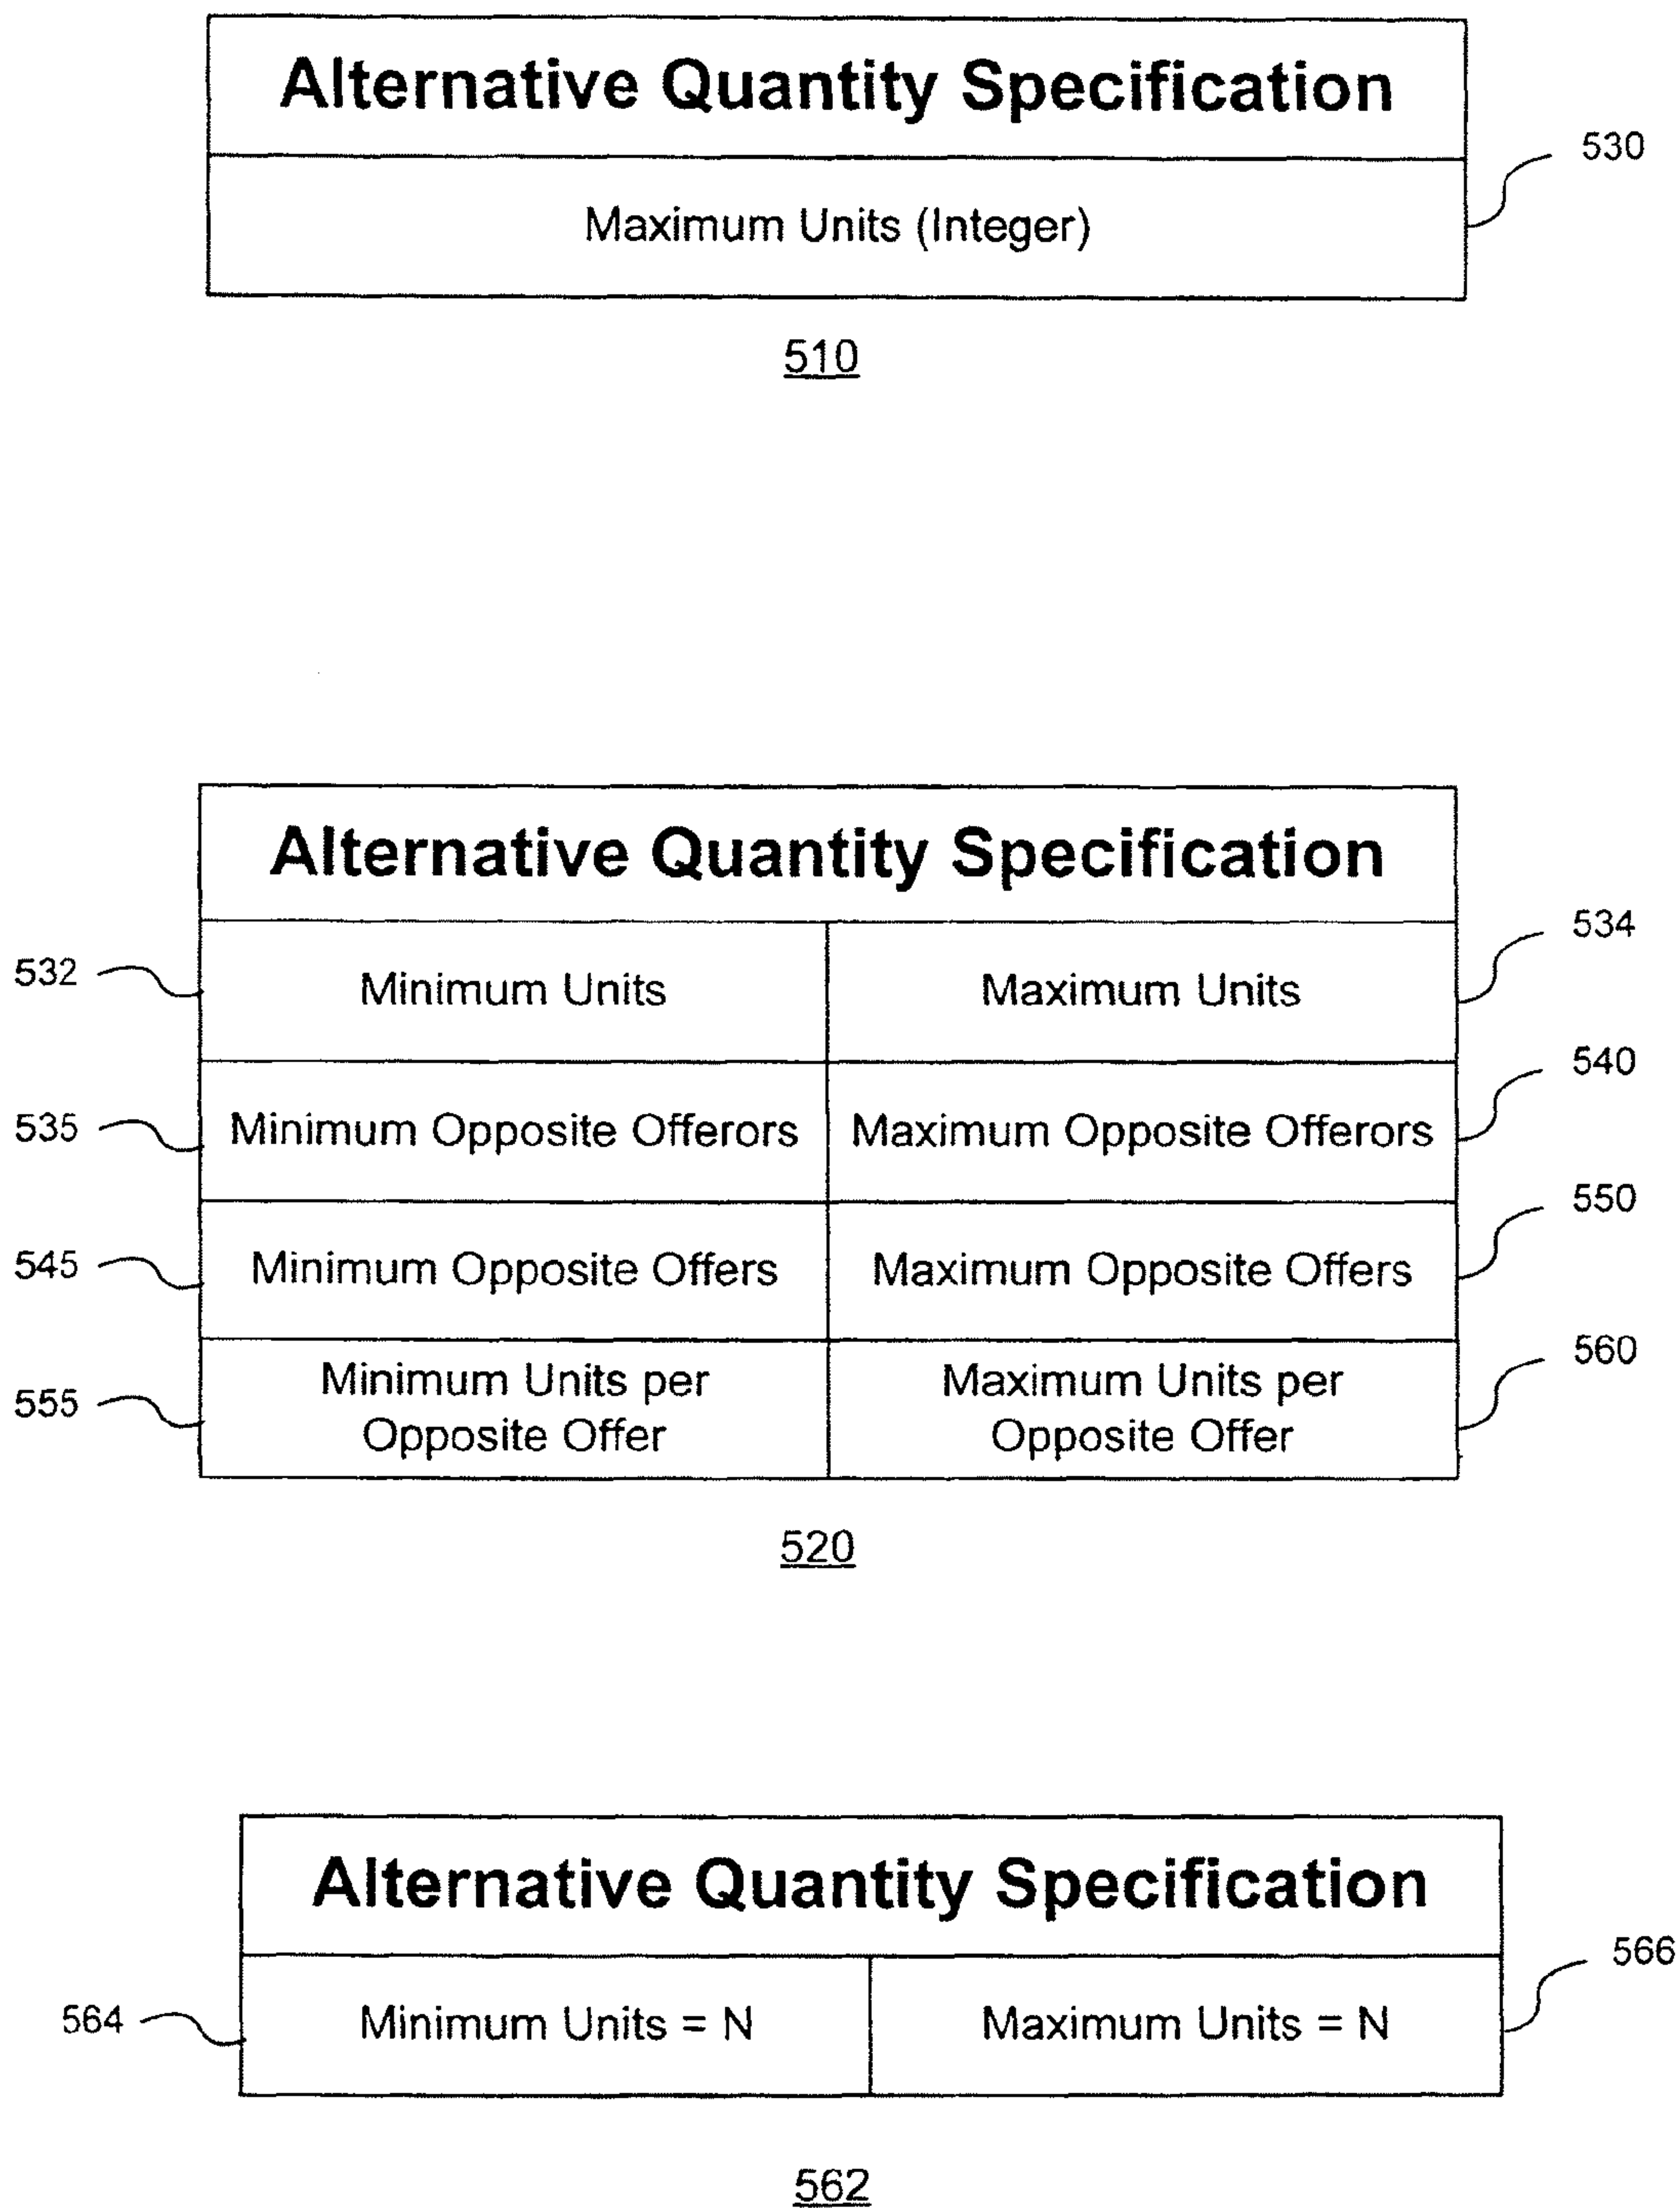 Alternative Quantity Specification
530
Maximum Units (Integer)
510
Alternative Quantity Specification
532
Minimum Units
Maximum Units
534
535
Minimum Opposite Offerors
Maximum Opposite Offerors
540
545
Minimum Opposite Offers
Maximum Opposite Offers
550
555
Minimum Units per
Opposite Offer
Maximum Units per
Opposite Offer
560
520
Alternative Quantity Specification
564
Minimum Units = N
Maximum Units = N
566
562